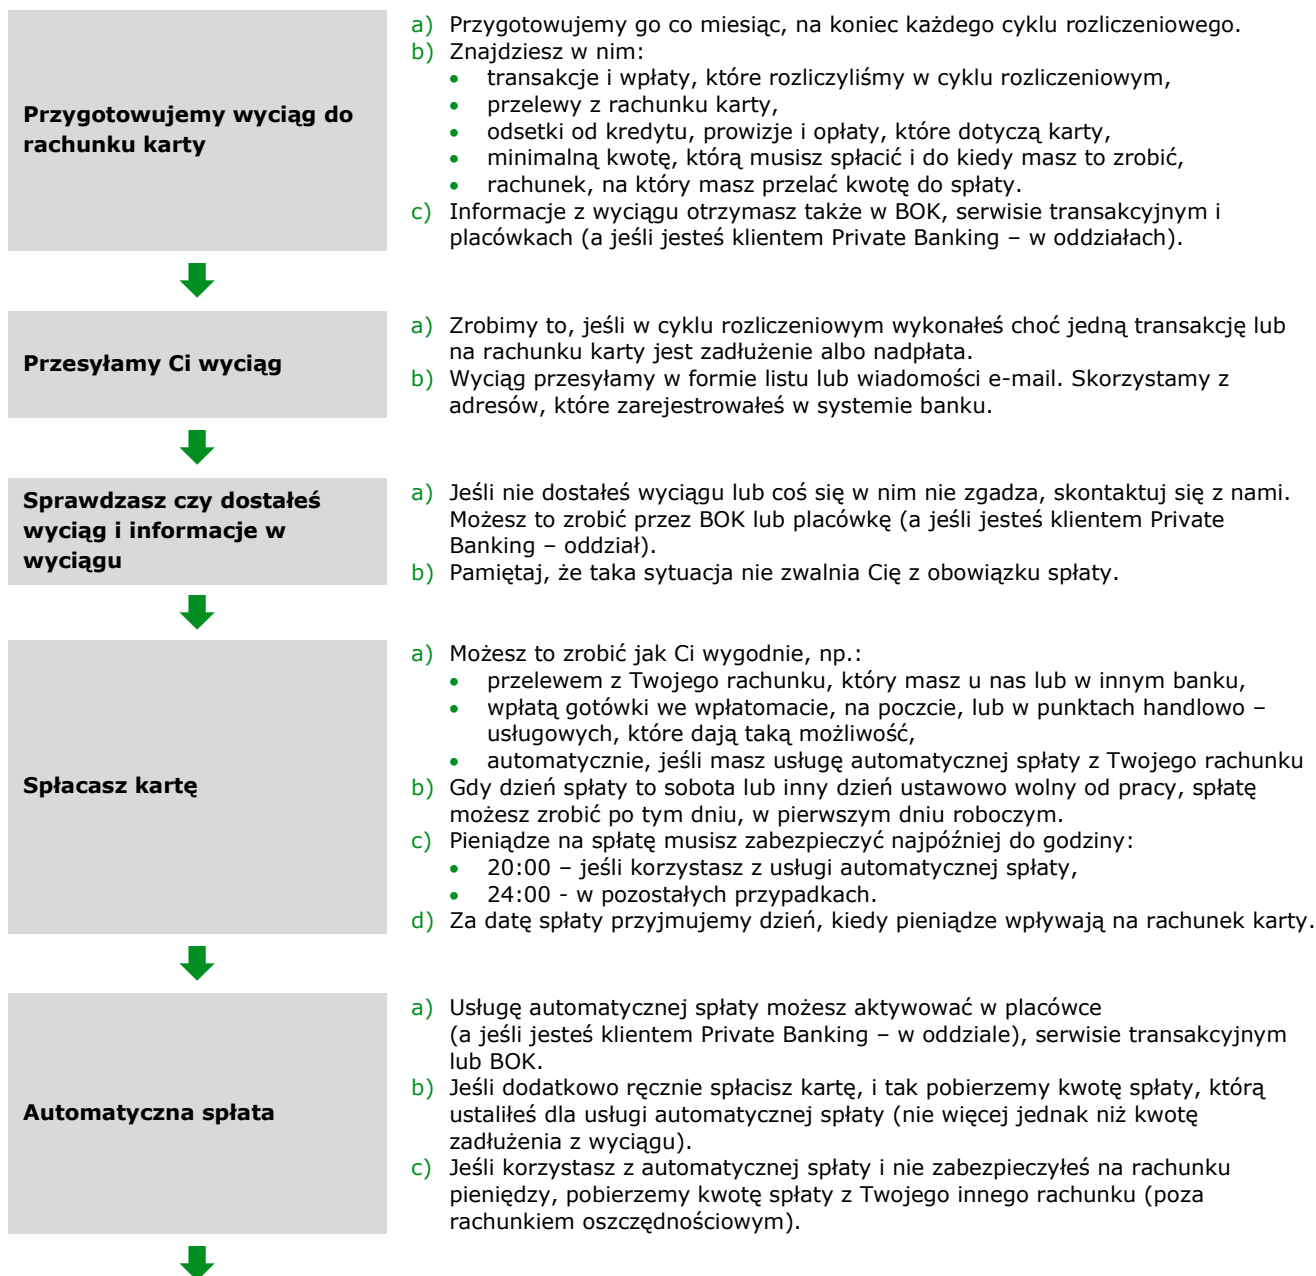 Przygotowujemy wyciąg do
rachunku karty
a) Przygotowujemy go co miesiąc, na koniec każdego cyklu rozliczeniowego.
b) Znajdziesz w nim:
• transakcje i wpłaty, które rozliczyliśmy w cyklu rozliczeniowym,
• przelewy z rachunku karty,
• odsetki od kredytu, prowizje i opłaty, które dotyczą karty,
• minimalną kwotę, którą musisz spłacić i do kiedy masz to zrobić,
• rachunek, na który masz przelać kwotę do spłaty.
c) Informacje z wyciągu otrzymasz także w BOK, serwisie transakcyjnym i
placówkach (a jeśli jesteś klientem Private Banking – w oddziałach).
Przesyłamy Ci wyciąg
a) Zrobimy to, jeśli w cyklu rozliczeniowym wykonałeś choć jedną transakcję lub
na rachunku karty jest zadłużenie albo nadpłata.
b) Wyciąg przesyłamy w formie listu lub wiadomości e-mail. Skorzystamy z
adresów, które zarejestrowałeś w systemie banku.
Sprawdzasz czy dostałeś
wyciąg i informacje w
wyciągu
a) Jeśli nie dostałeś wyciągu lub coś się w nim nie zgadza, skontaktuj się z nami.
Możesz to zrobić przez BOK lub placówkę (a jeśli jesteś klientem Private
Banking – oddział).
b) Pamiętaj, że taka sytuacja nie zwalnia Cię z obowiązku spłaty.
Spłacasz kartę
a) Możesz to zrobić jak Ci wygodnie, np.:
• przelewem z Twojego rachunku, który masz u nas lub w innym banku,
• wpłatą gotówki we wpłatomacie, na poczcie, lub w punktach handlowo –
usługowych, które dają taką możliwość,
• automatycznie, jeśli masz usługę automatycznej spłaty z Twojego rachunku
b) Gdy dzień spłaty to sobota lub inny dzień ustawowo wolny od pracy, spłatę
możesz zrobić po tym dniu, w pierwszym dniu roboczym.
c) Pieniądze na spłatę musisz zabezpieczyć najpóźniej do godziny:
• 20:00 – jeśli korzystasz z usługi automatycznej spłaty,
• 24:00 - w pozostałych przypadkach.
d) Za datę spłaty przyjmujemy dzień, kiedy pieniądze wpływają na rachunek karty.
Automatyczna spłata
a) Usługę automatycznej spłaty możesz aktywować w placówce
(a jeśli jesteś klientem Private Banking – w oddziale), serwisie transakcyjnym
lub BOK.
b) Jeśli dodatkowo ręcznie spłacisz kartę, i tak pobierzemy kwotę spłaty, którą
ustaliłeś dla usługi automatycznej spłaty (nie więcej jednak niż kwotę
zadłużenia z wyciągu).
c) Jeśli korzystasz z automatycznej spłaty i nie zabezpieczyłeś na rachunku
pieniędzy, pobierzemy kwotę spłaty z Twojego innego rachunku (poza
rachunkiem oszczędnościowym).